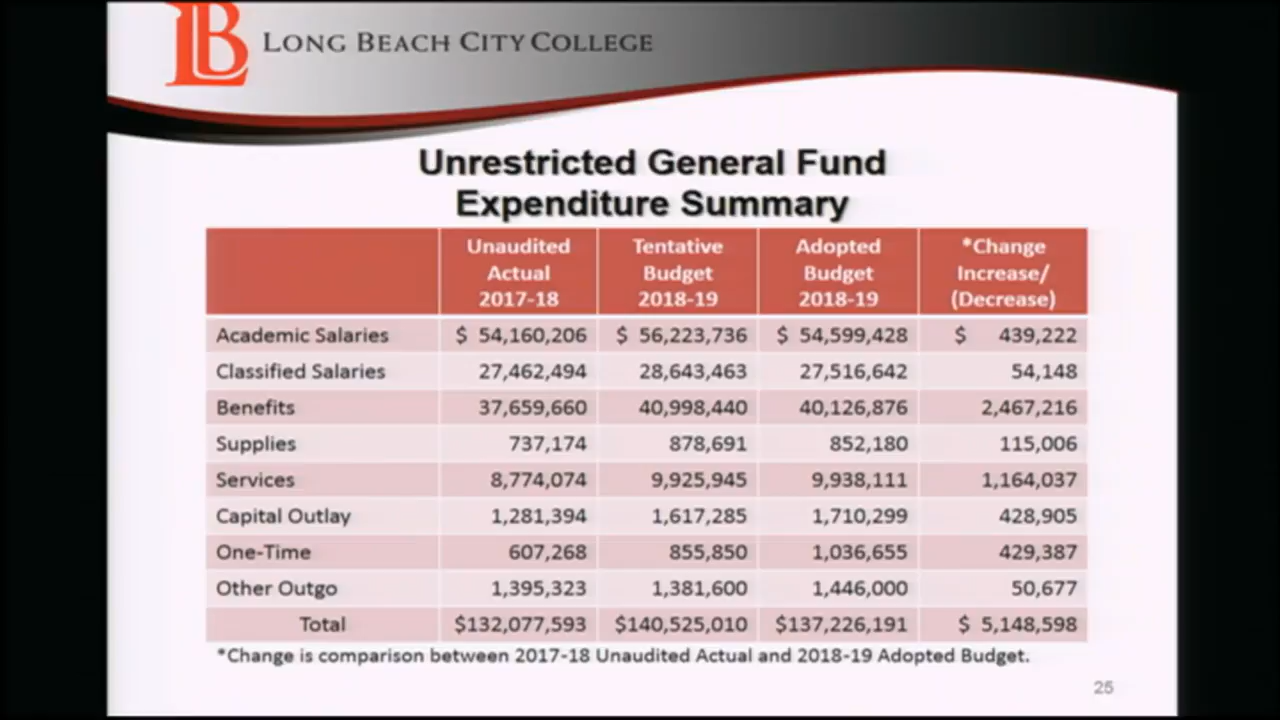 LB LONG BEACH CITY COLLEGE
Unrestricted General Fund
Expenditure Summary
Unaudited Actual 2017-18 Tentative Budget 2018-19 Adopted Budget 2018-19 *Change Increase/ (Decrease)
Academic Salaries $ 54,160,206 $ 56,223,736 $ 54,599,428 $ 439,222
Classified Salaries 27,462,494 28,643,463 27,516,642 54,148
Benefits 37,659,660 40,998,440 40,126,876 2,467,216
Supplies 737,174 878,691 852,180 115,006
Services 8,774,074 9,925,945 9,938,111 1,164,037
Capital Outlay 1,281,394 1,617,285 1,710,299 428,905
One-Time 607,268 855,850 1,036,655 429,387
Other Outgo 1,395,323 1,381,600 1,446,000 50,677
Total $132,077,593 $140,525,010 $137,226,191 $ 5,148,598
*Change is comparison between 2017-18 Unaudited Actual and 2018-19 Adopted Budget.
25